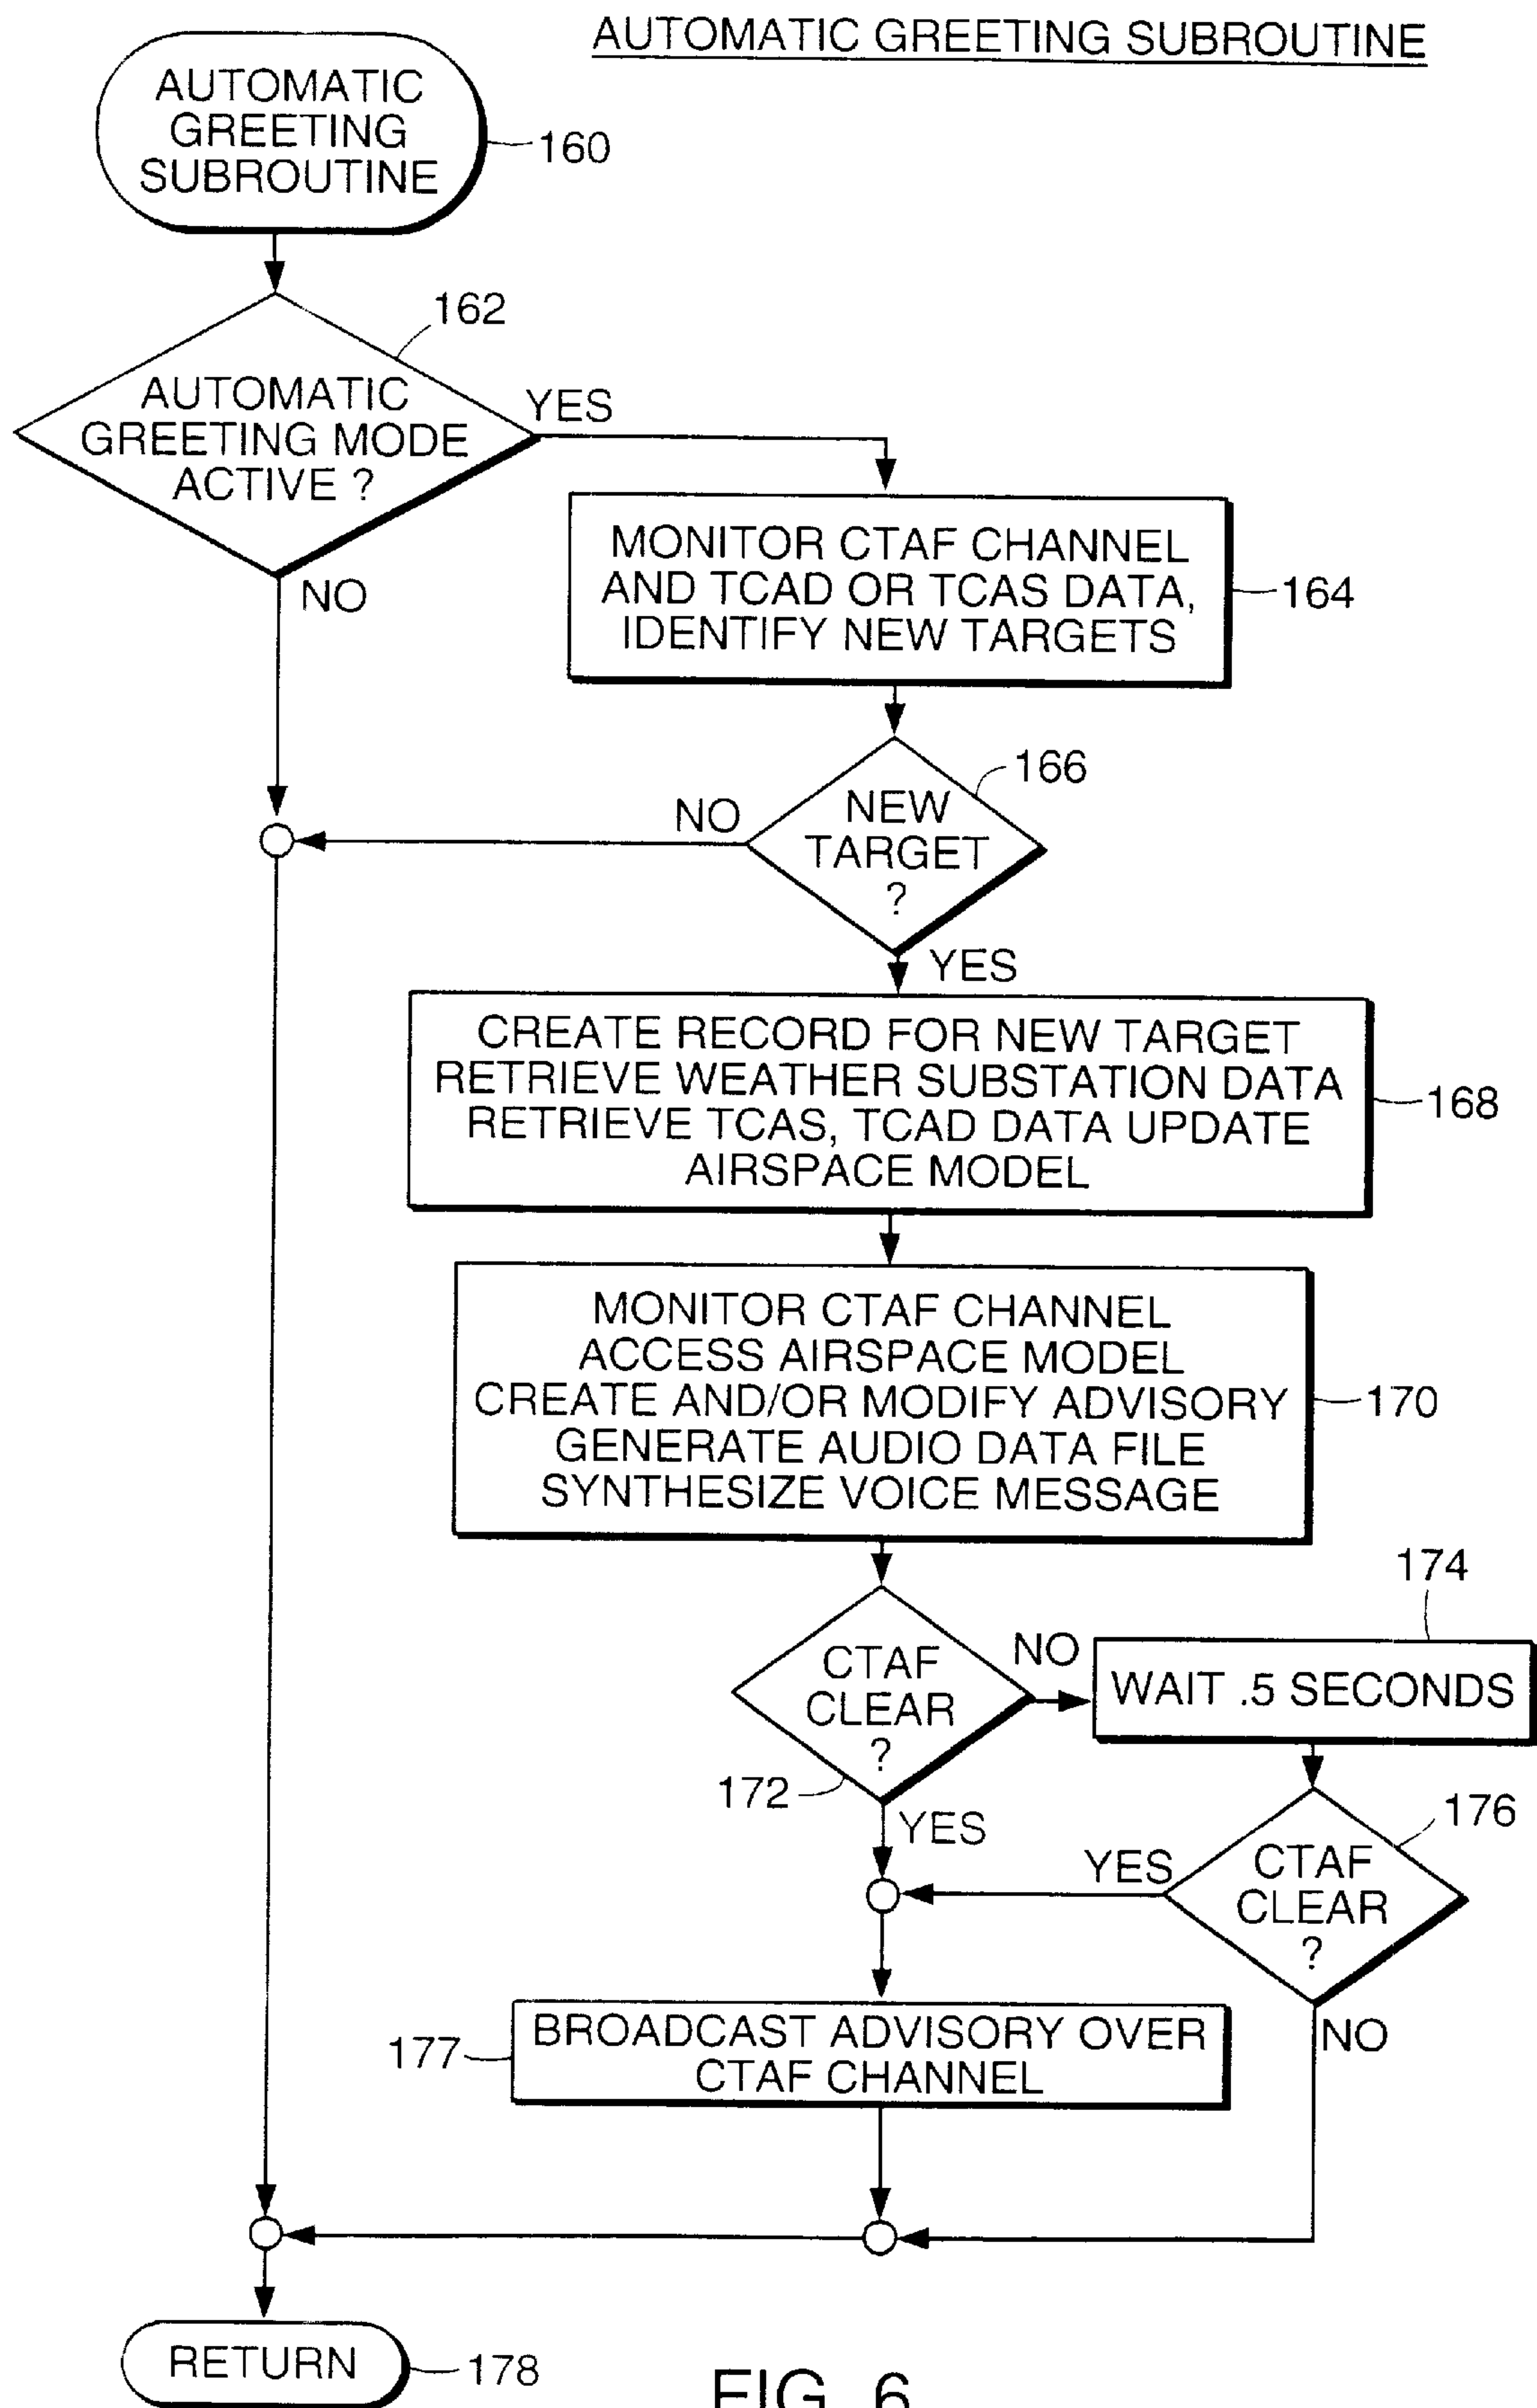 AUTOMATIC GREETING SUBROUTINE
AUTOMATIC
GREETING
SUBROUTINE
160
162
AUTOMATIC
GREETING MODE
ACTIVE ?
YES
NO
MONITOR CTAF CHANNEL
AND TCAD OR TCAS DATA,
IDENTIFY NEW TARGETS
164
166
NEW
TARGET
?
NO
YES
CREATE RECORD FOR NEW TARGET
RETRIEVE WEATHER SUBSTATION DATA
RETRIEVE TCAS, TCAD DATA UPDATE
AIRSPACE MODEL
168
MONITOR CTAF CHANNEL
ACCESS AIRSPACE MODEL
CREATE AND/OR MODIFY ADVISORY
GENERATE AUDIO DATA FILE
SYNTHESIZE VOICE MESSAGE
170
174
CTAF
CLEAR
?
NO
WAIT .5 SECONDS
172
YES
176
CTAF
CLEAR
?
YES
NO
177
BROADCAST ADVISORY OVER
CTAF CHANNEL
RETURN
178
FIG. 6